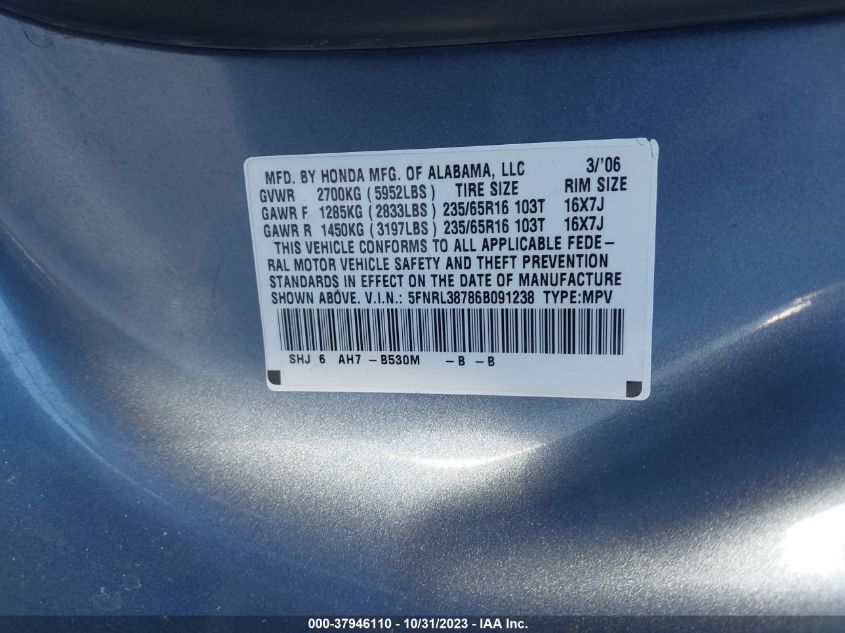 MFD. BY HONDA MFG. OF ALABAMA, LLC 3/'06
GVWR 2700KG (5952LBS) TIRE SIZE RIM SIZE
GAWR F 1285KG (2833LBS) 235/65R16 103T 16X7J
GAWR R 1450KG (3197LBS) 235/65R16 103T 16X7J
THIS VEHICLE CONFORMS TO ALL APPLICABLE FEDE-
RAL MOTOR VEHICLE SAFETY AND THEFT PREVENTION
STANDARDS IN EFFECT ON THE DATE OF MANUFACTURE
SHOWN ABOVE. V.I.N.: 5FNRL38786B091238 TYPE:MPV
SHJ 6 AH7 -B530M -B -B
000-37946110 - 10/31/2023 - IAA Inc.